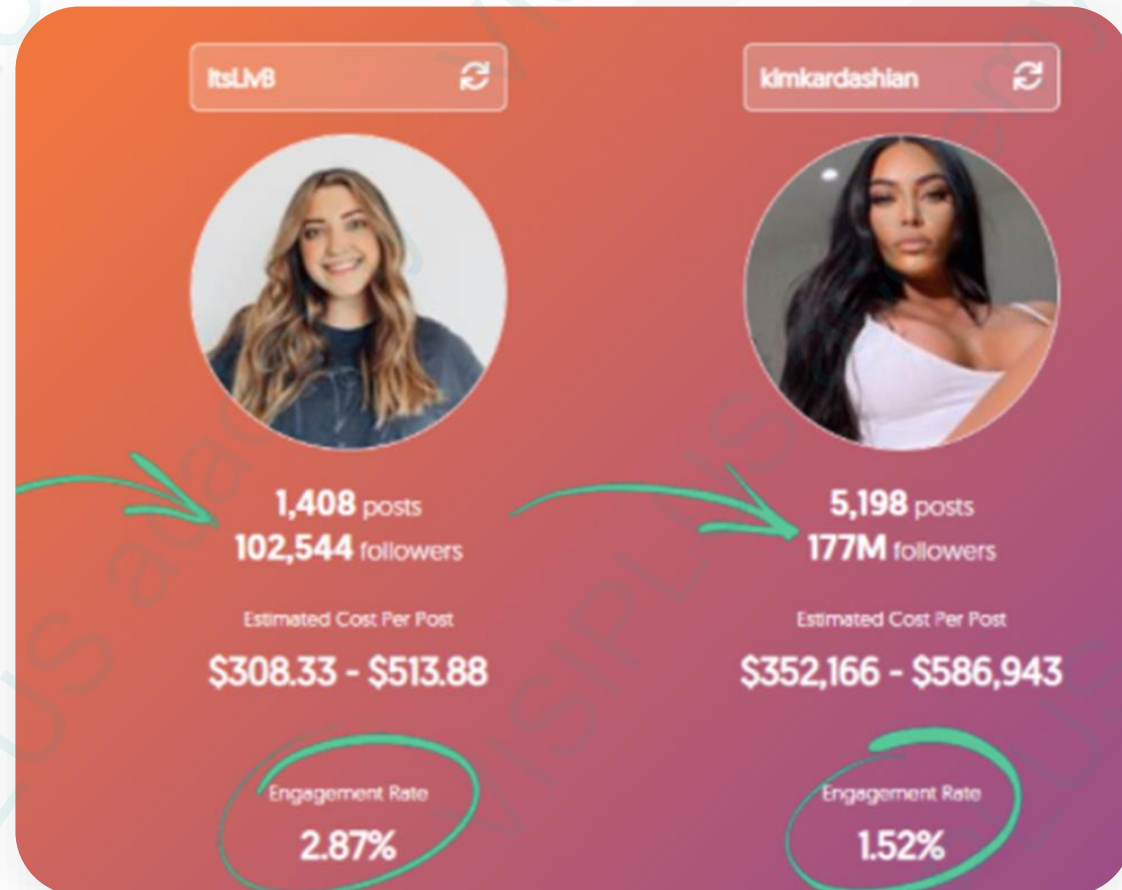 ItsLivB
kimkardashian
1,408 posts
102,544 followers
Estimated Cost Per Post
$308.33 - $513.88
Engagement Rate
2.87%
5,198 posts
177M followers
Estimated Cost Per Post
$352,166 - $586,943
Engagement Rate
1.52%
VISIPLUS